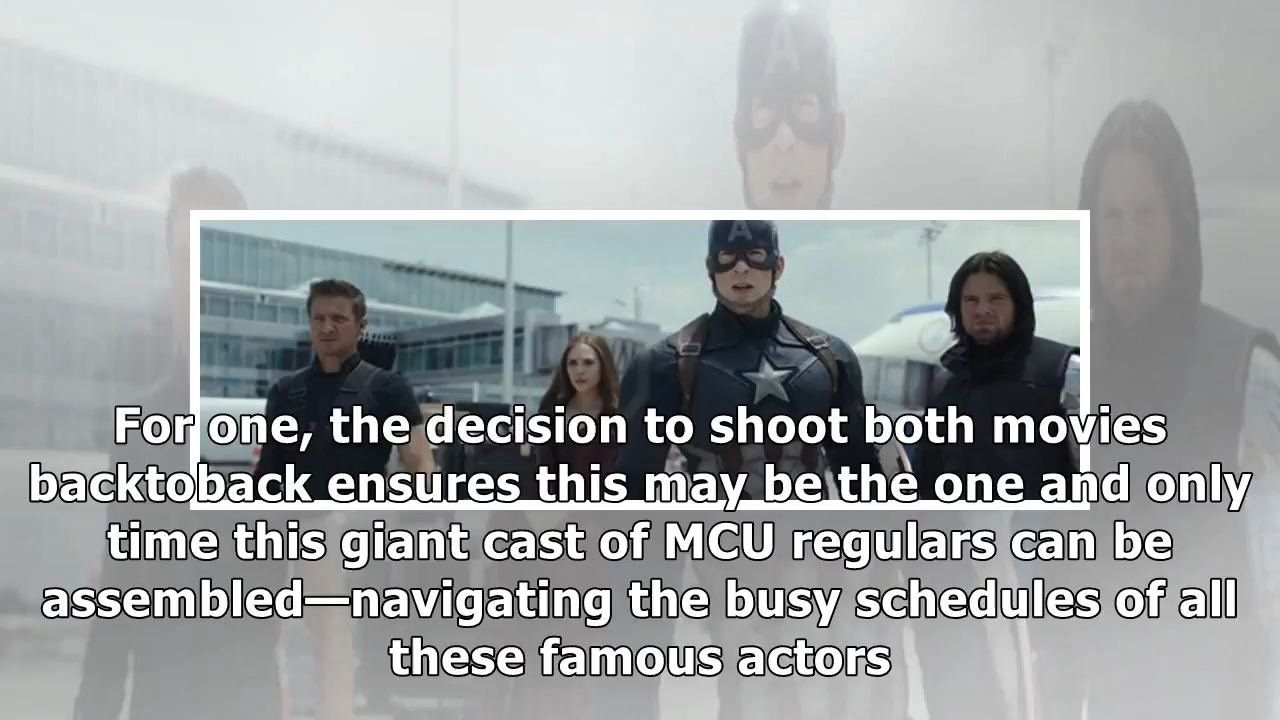 For one, the decision to shoot both movies
backtoback ensures this may be the one and only
time this giant cast of MCU regulars can be
assembled—navigating the busy schedules of all
these famous actors